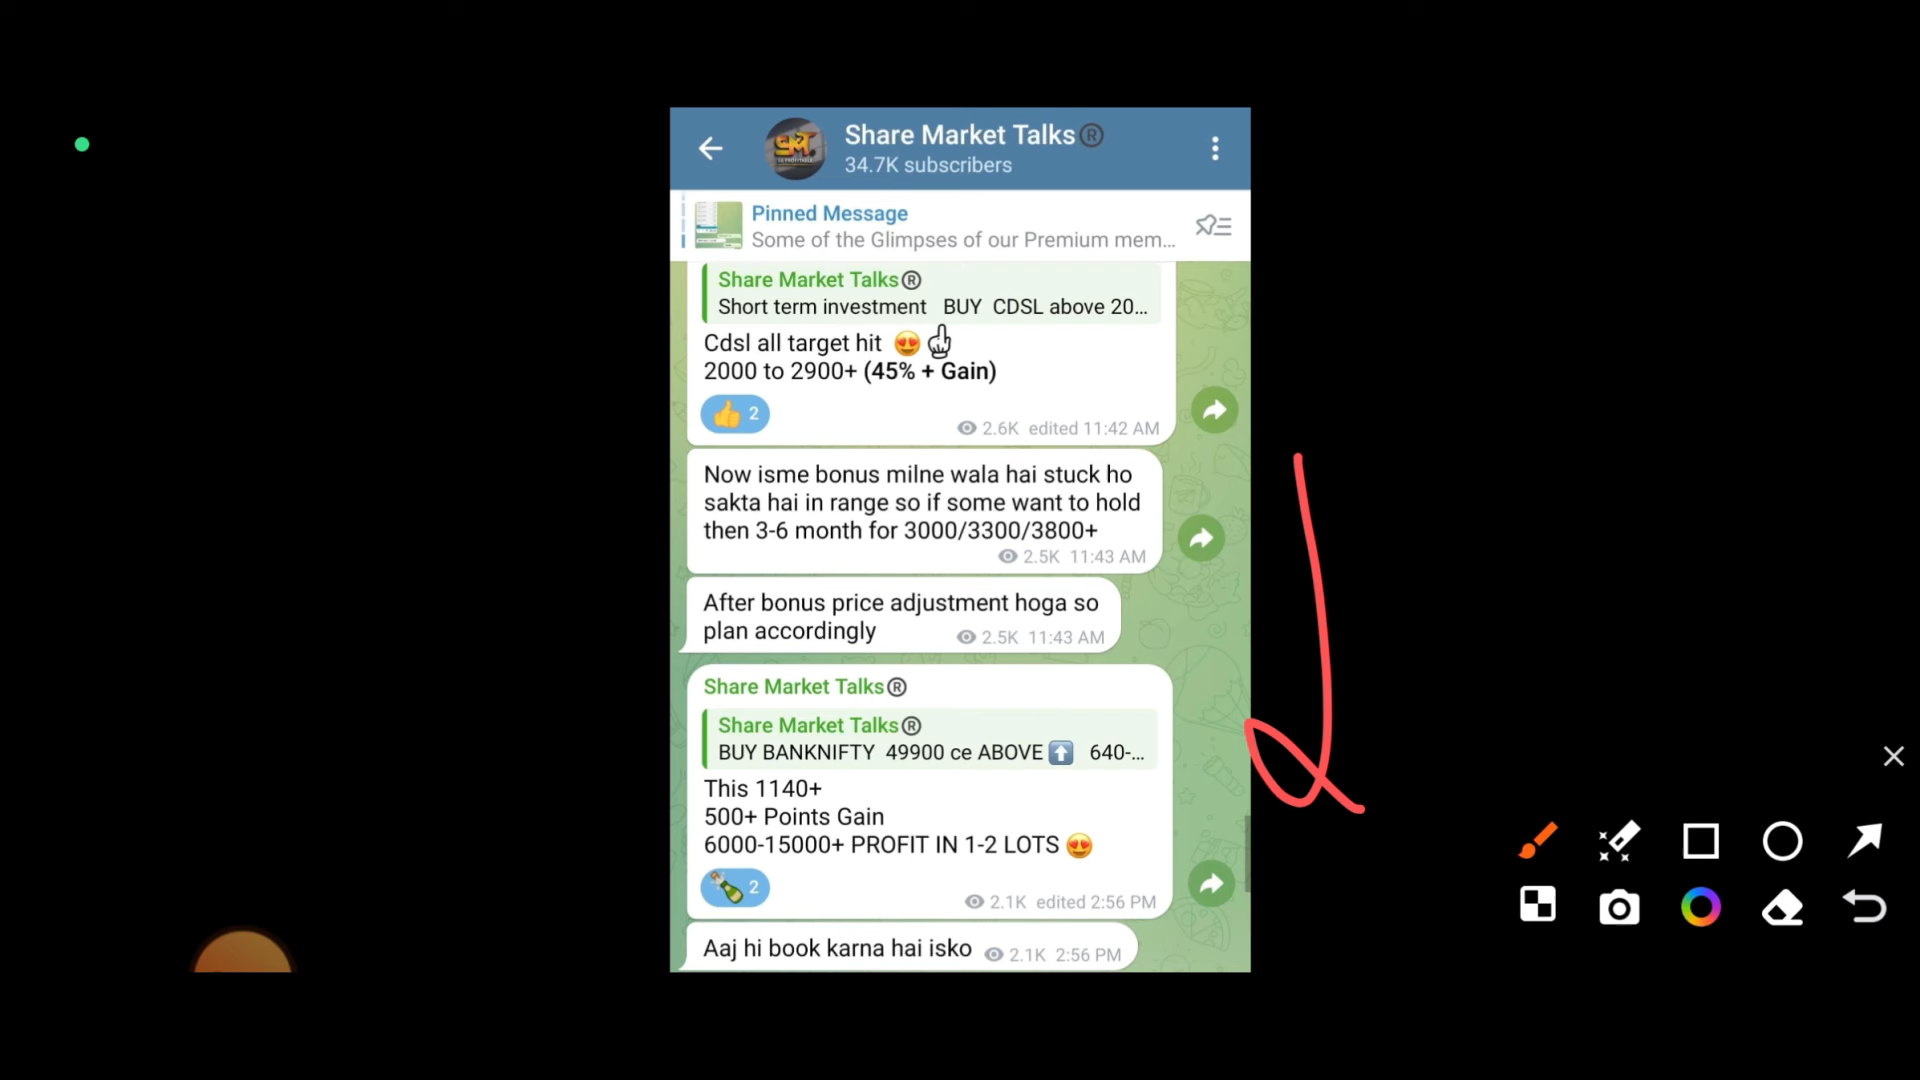 Share Market Talks®
34.7K subscribers
Pinned Message
Some of the Glimpses of our Premium mem...
Share Market Talks®
Short term investment BUY CDSL above 20...
Cdsl all target hit 😍👆
2000 to 2900+ (45% + Gain)
👍 2
2.6K edited 11:42 AM
Now isme bonus milne wala hai stuck ho
sakta hai in range so if some want to hold
then 3-6 month for 3000/3300/3800+
2.5K 11:43 AM
After bonus price adjustment hoga so
plan accordingly 2.5K 11:43 AM
Share Market Talks®
Share Market Talks®
BUY BANKNIFTY 49900 ce ABOVE ⬆️ 640-...
This 1140+
500+ Points Gain
6000-15000+ PROFIT IN 1-2 LOTS 😍
🍾 2
2.1K edited 2:56 PM
Aaj hi book karna hai isko 2.1K 2:56 PM